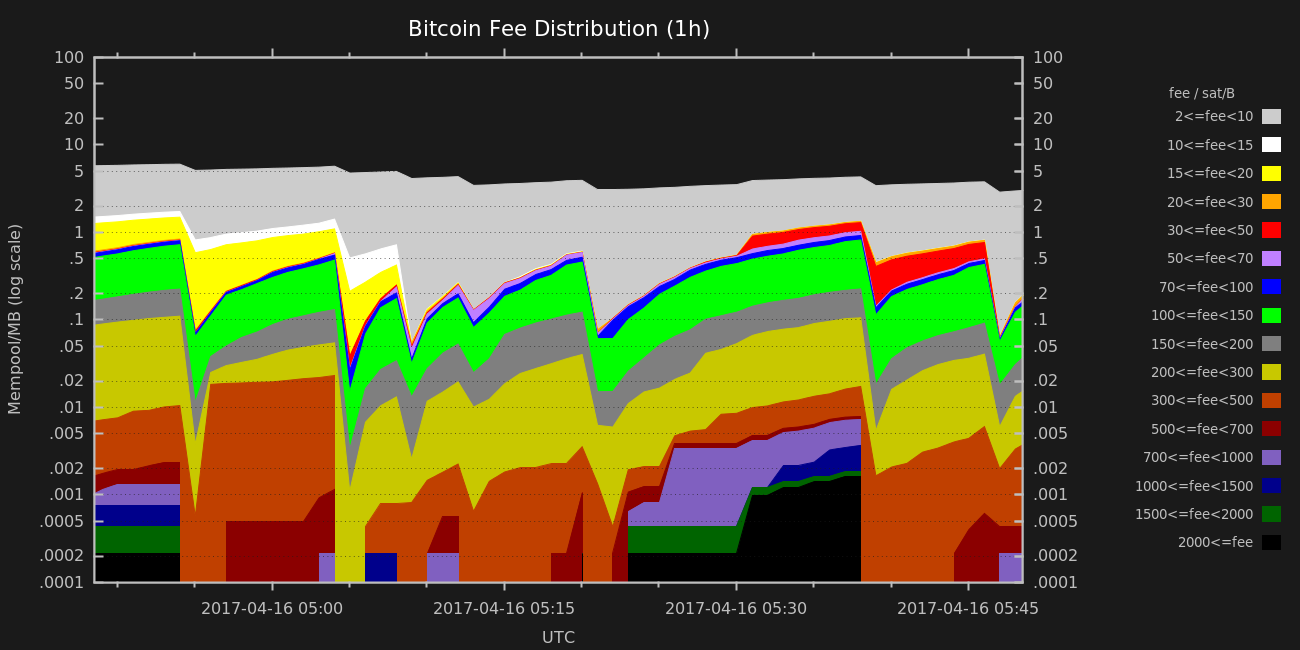 Bitcoin Fee Distribution (1h)
100 100
50 50
20 20
10 10
5 5
2 2
1 1
.5 .5
.2 .2
.1 .1
.05 .05
.02 .02
.01 .01
.005 .005
.002 .002
.001 .001
.0005 .0005
.0002 .0002
.0001 .0001
Mempool/MB (log scale)
2017-04-16 05:00 2017-04-16 05:15 2017-04-16 05:30 2017-04-16 05:45
UTC
fee / sat/B
2<=fee<10
10<=fee<15
15<=fee<20
20<=fee<30
30<=fee<50
50<=fee<70
70<=fee<100
100<=fee<150
150<=fee<200
200<=fee<300
300<=fee<500
500<=fee<700
700<=fee<1000
1000<=fee<1500
1500<=fee<2000
2000<=fee